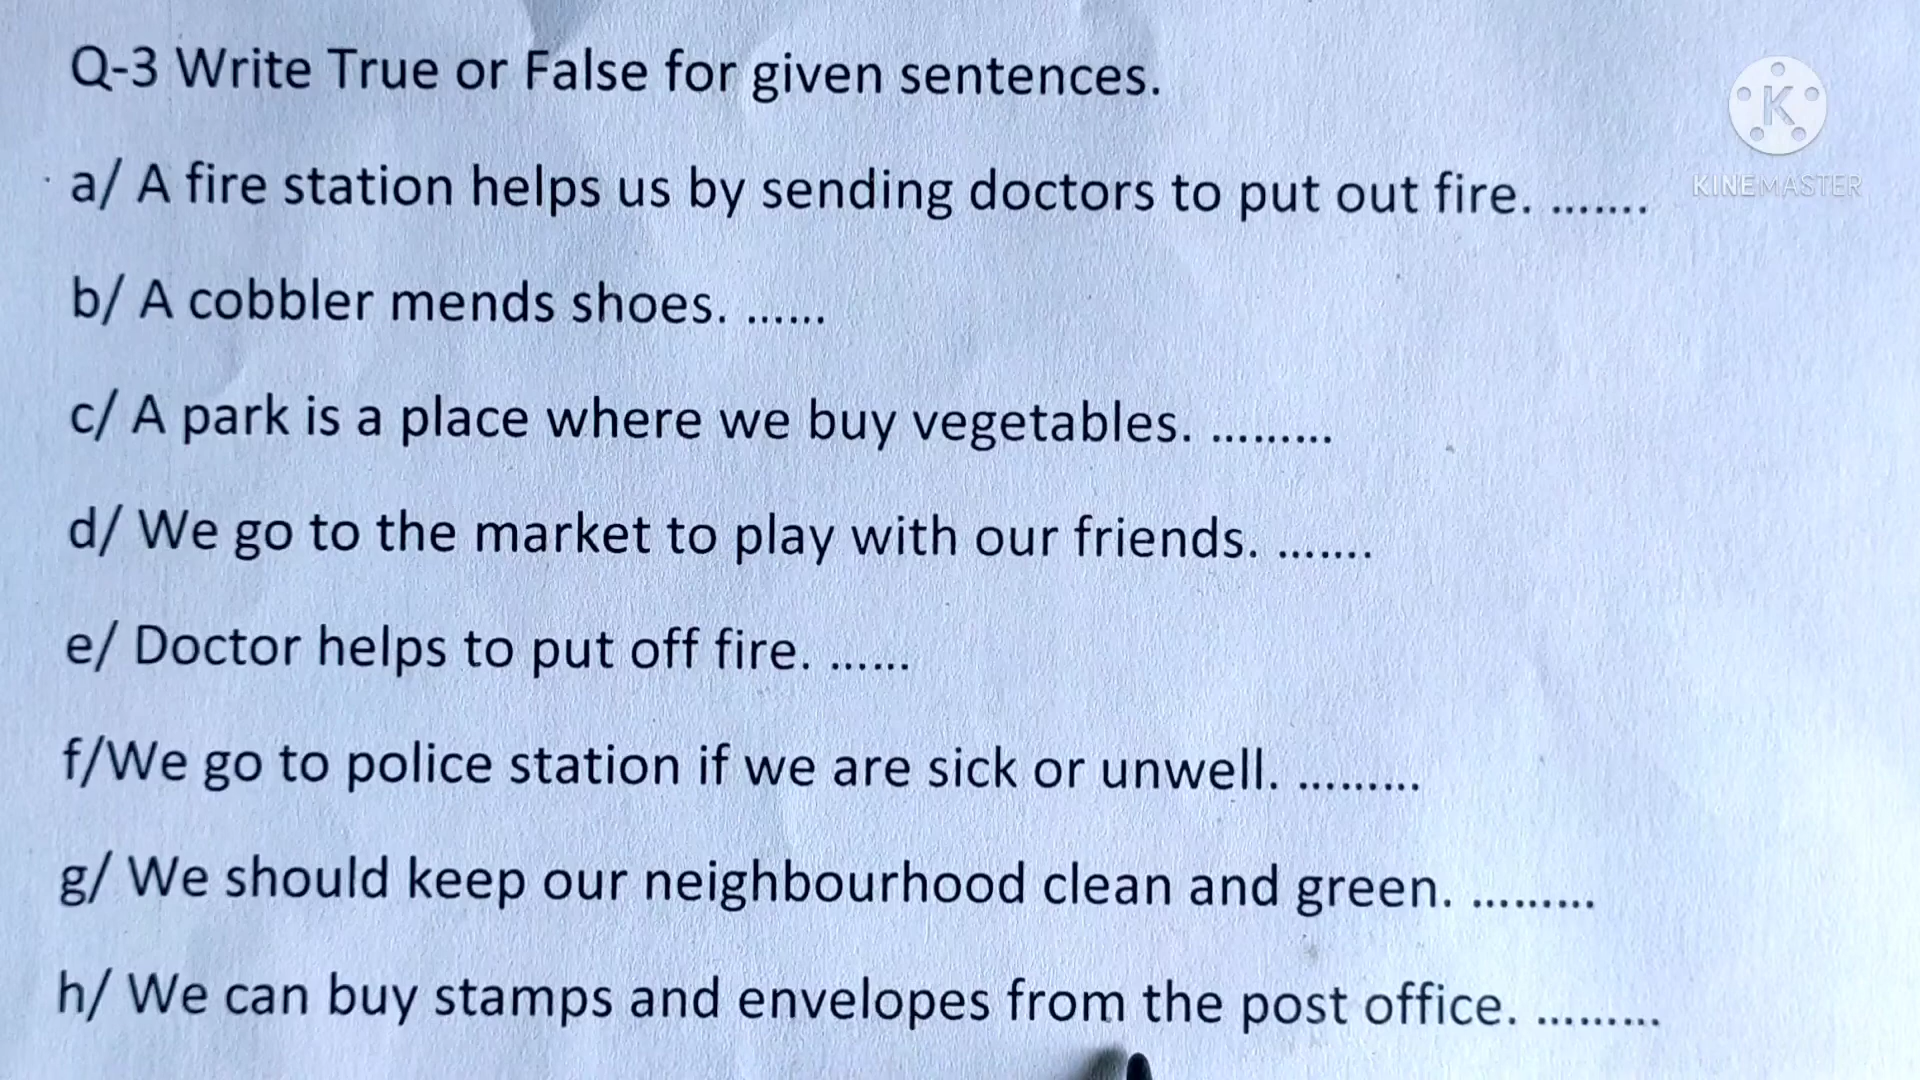 Q-3 Write True or False for given sentences.
KINEMASTER
a/ A fire station helps us by sending doctors to put out fire. .......
b/ A cobbler mends shoes. ......
c/ A park is a place where we buy vegetables. .........
d/ We go to the market to play with our friends. .......
e/ Doctor helps to put off fire. ......
f/We go to police station if we are sick or unwell. .........
g/ We should keep our neighbourhood clean and green. .........
h/ We can buy stamps and envelopes from the post office. .........